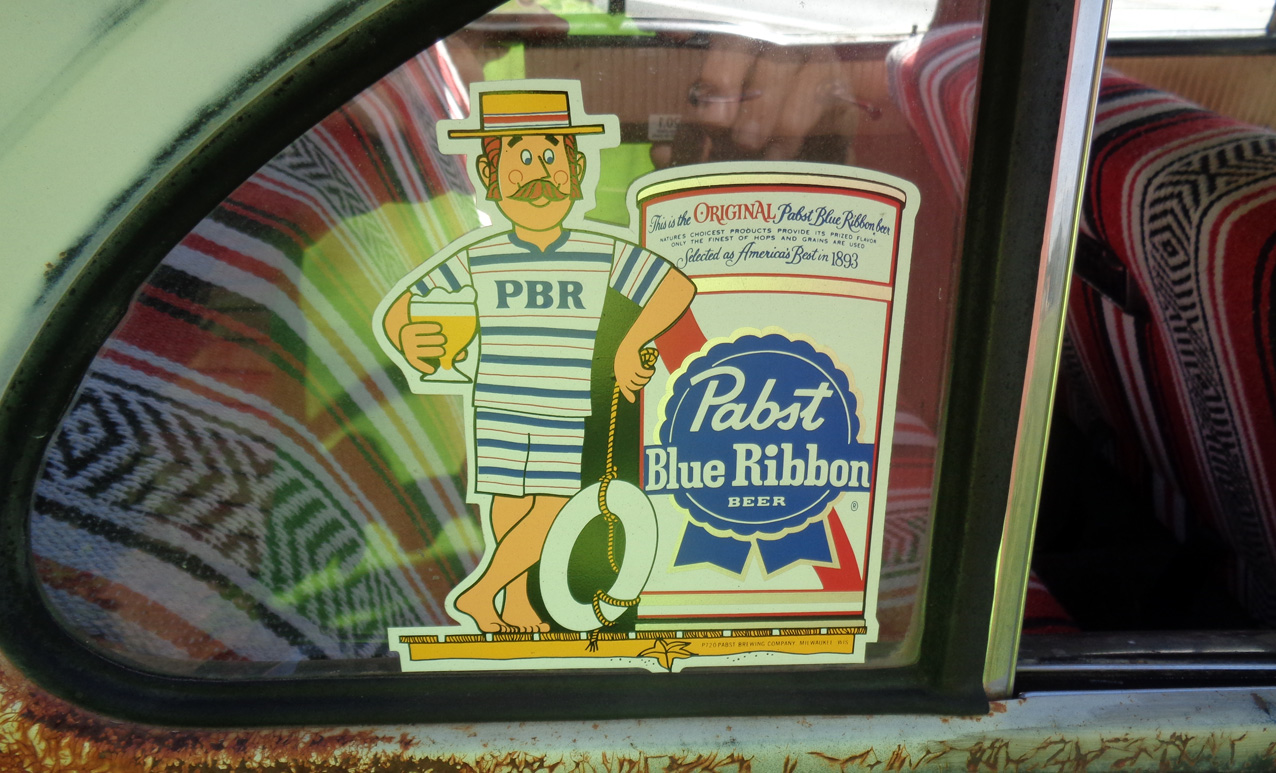 This is the ORIGINAL Pabst Blue Ribbon beer
NATURE'S CHOICEST PRODUCTS PROVIDE ITS PRIZED FLAVOR
ONLY THE FINEST OF HOPS AND GRAINS ARE USED
Selected as America's Best in 1893
PBR
Pabst
Blue Ribbon
BEER
®
P120 PABST BREWING COMPANY, MILWAUKEE, WIS.